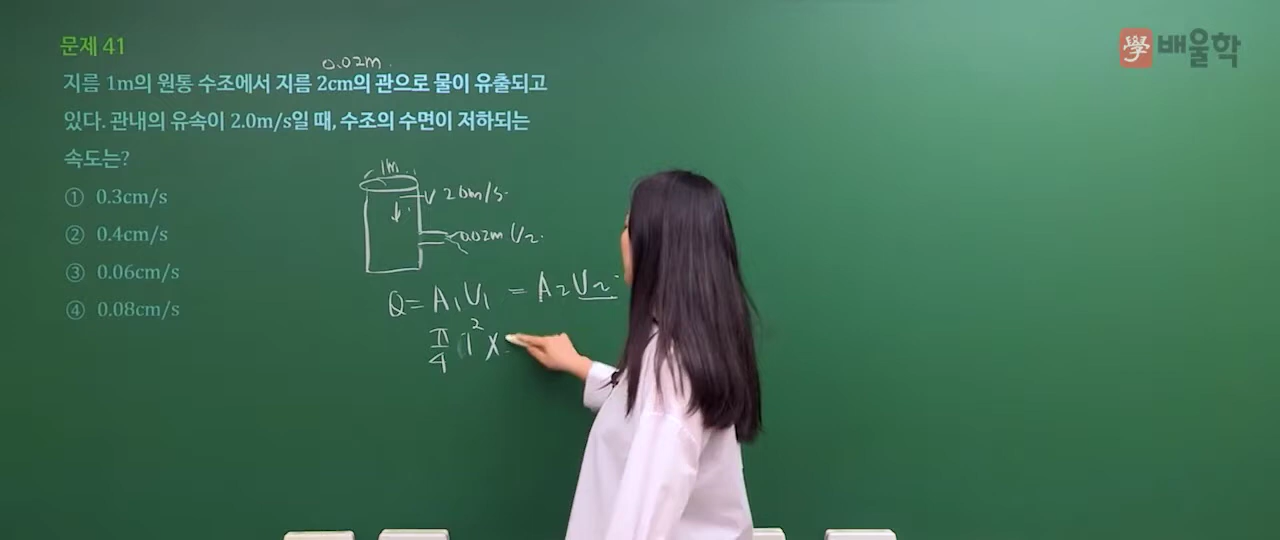 문제 41
學 배울학
0.02m
지름 1m의 원통 수조에서 지름 2cm의 관으로 물이 유출되고
있다. 관내의 유속이 2.0m/s일 때, 수조의 수면이 저하되는
속도는?
① 0.3cm/s
② 0.4cm/s
③ 0.06cm/s
④ 0.08cm/s
1m
V 2.0m/s
0.02m V₂
Q = A₁V₁ = A₂V₂
π/4 1² ×